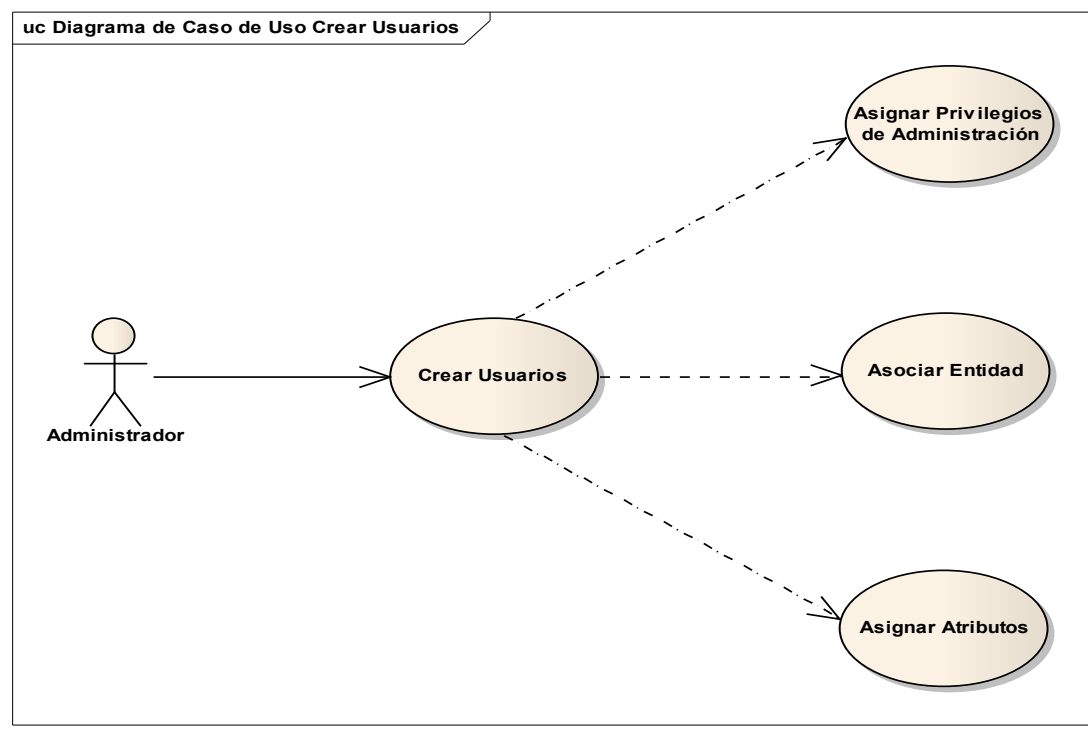 uc Diagrama de Caso de Uso Crear Usuarios
Asignar Privilegios
de Administración
Crear Usuarios
Asociar Entidad
Administrador
Asignar Atributos